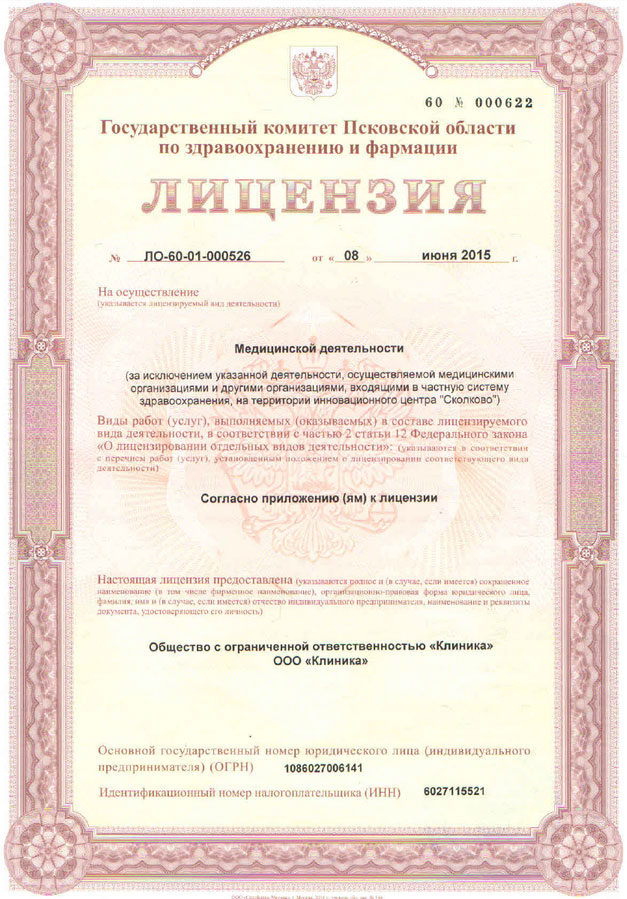 60 № 000622
Государственный комитет Псковской области
по здравоохранению и фармации
ЛИЦЕНЗИЯ
№ ЛО-60-01-000526 от « 08 » июня 2015 г.
На осуществление
(указывается лицензируемый вид деятельности)
Медицинской деятельности
(за исключением указанной деятельности, осуществляемой медицинскими
организациями и другими организациями, входящими в частную систему
здравоохранения, на территории инновационного центра "Сколково")
Виды работ (услуг), выполняемых (оказываемых) в составе лицензируемого
вида деятельности, в соответствии с частью 2 статьи 12 Федерального закона
«О лицензировании отдельных видов деятельности»: (указываются в соответствии
с перечнем работ (услуг), установленным положением о лицензировании соответствующего вида
деятельности)
Согласно приложению (ям) к лицензии
Настоящая лицензия предоставлена (указываются полное и (в случае, если имеется) сокращенное
наименование (в том числе фирменное наименование), организационно-правовая форма юридического лица,
фамилия, имя и (в случае, если имеется) отчество индивидуального предпринимателя, наименование и реквизиты
документа, удостоверяющего его личность)
Общество с ограниченной ответственностью «Клиника»
ООО «Клиника»
Основной государственный номер юридического лица (индивидуального
предпринимателя) (ОГРН) 1086027006141
Идентификационный номер налогоплательщика (ИНН) 6027115521